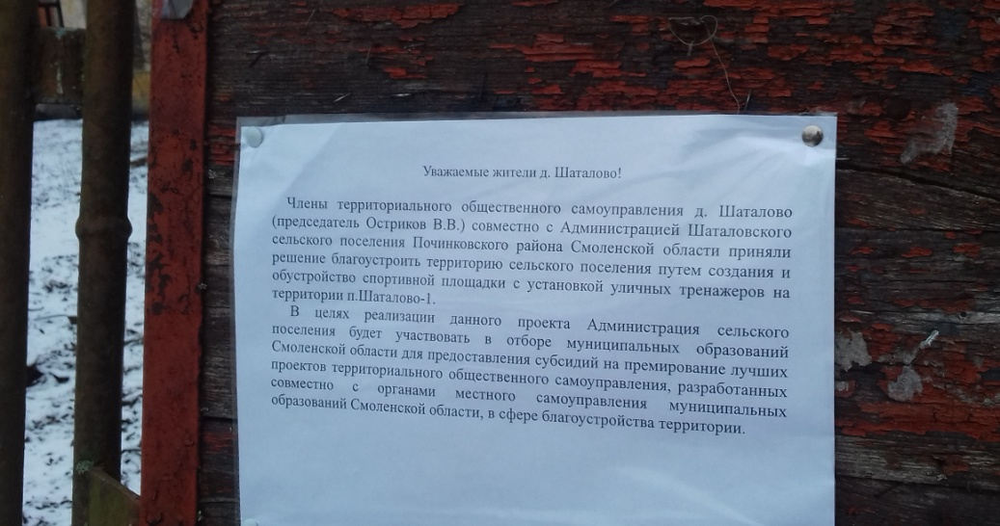 Уважаемые жители д. Шаталово!
Члены территориального общественного самоуправления д. Шаталово
(председатель Остриков В.В.) совместно с Администрацией Шаталовского
сельского поселения Починковского района Смоленской области приняли
решение благоустроить территорию сельского поселения путем создания и
обустройство спортивной площадки с установкой уличных тренажеров на
территории п.Шаталово-1.
В целях реализации данного проекта Администрация сельского
поселения будет участвовать в отборе муниципальных образований
Смоленской области для предоставления субсидий на премирование лучших
проектов территориального общественного самоуправления, разработанных
совместно с органами местного самоуправления муниципальных
образований Смоленской области, в сфере благоустройства территории.